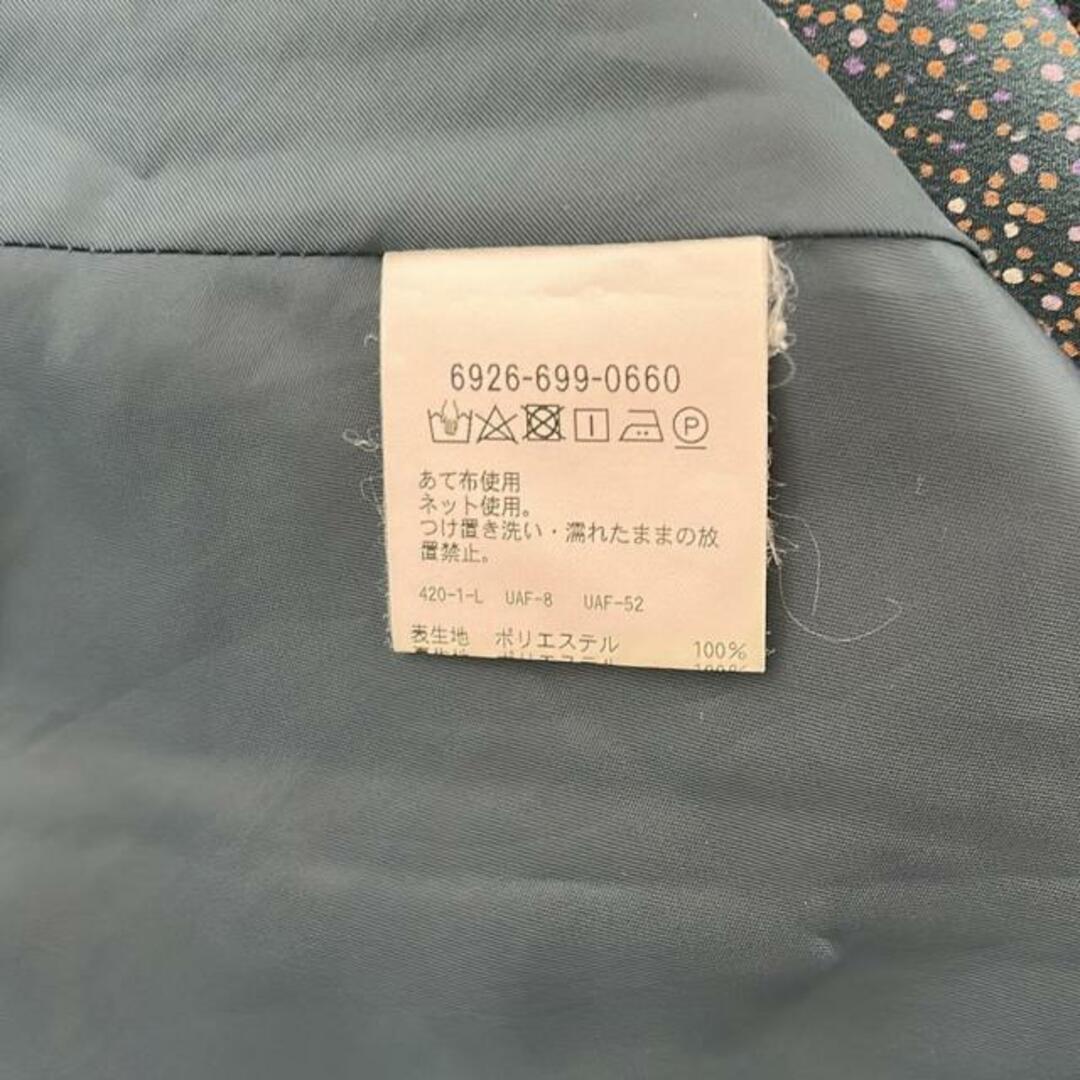 6926-699-0660
P
あて布使用
ネット使用。
つけ置き洗い・濡れたままの放
置禁止。
420-1-L UAF-8 UAF-52
表生地 ポリエステル 100%